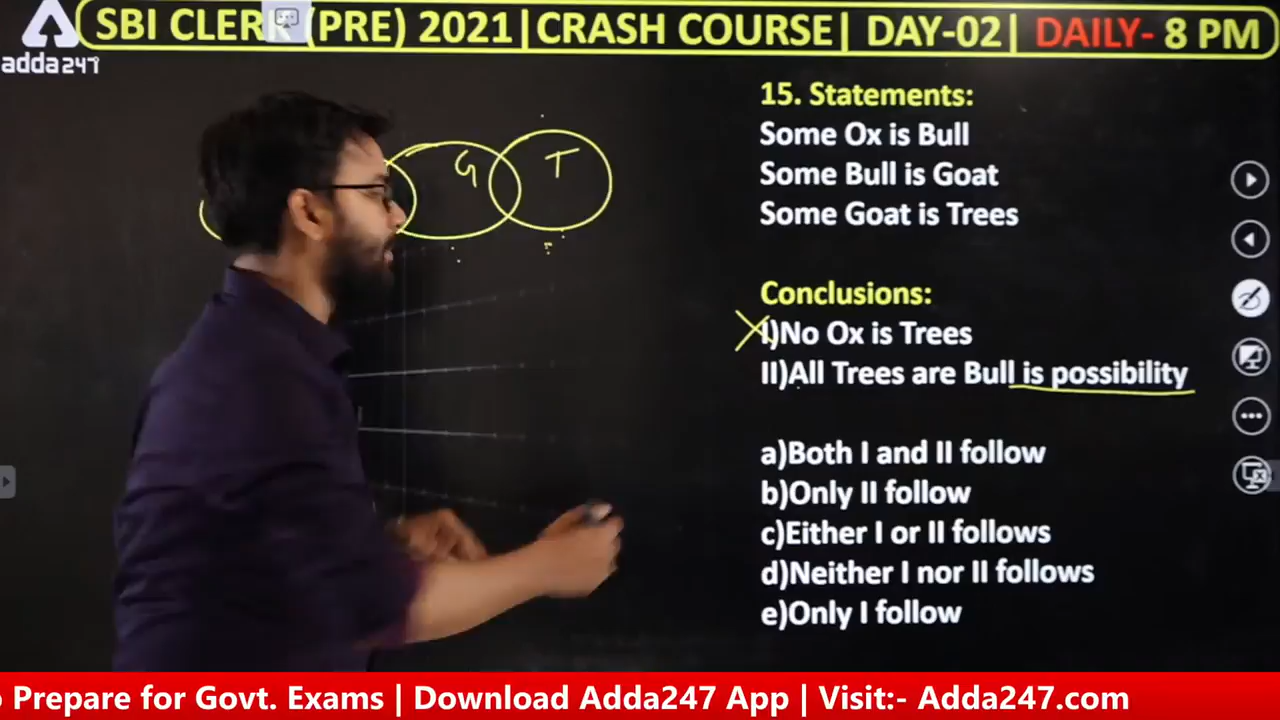 SBI CLERK (PRE) 2021|CRASH COURSE| DAY-02| DAILY- 8 PM
adda247
G T
15. Statements:
Some Ox is Bull
Some Bull is Goat
Some Goat is Trees
Conclusions:
I)No Ox is Trees
II)All Trees are Bull is possibility
a)Both I and II follow
b)Only II follow
c)Either I or II follows
d)Neither I nor II follows
e)Only I follow
Prepare for Govt. Exams | Download Adda247 App | Visit:- Adda247.com